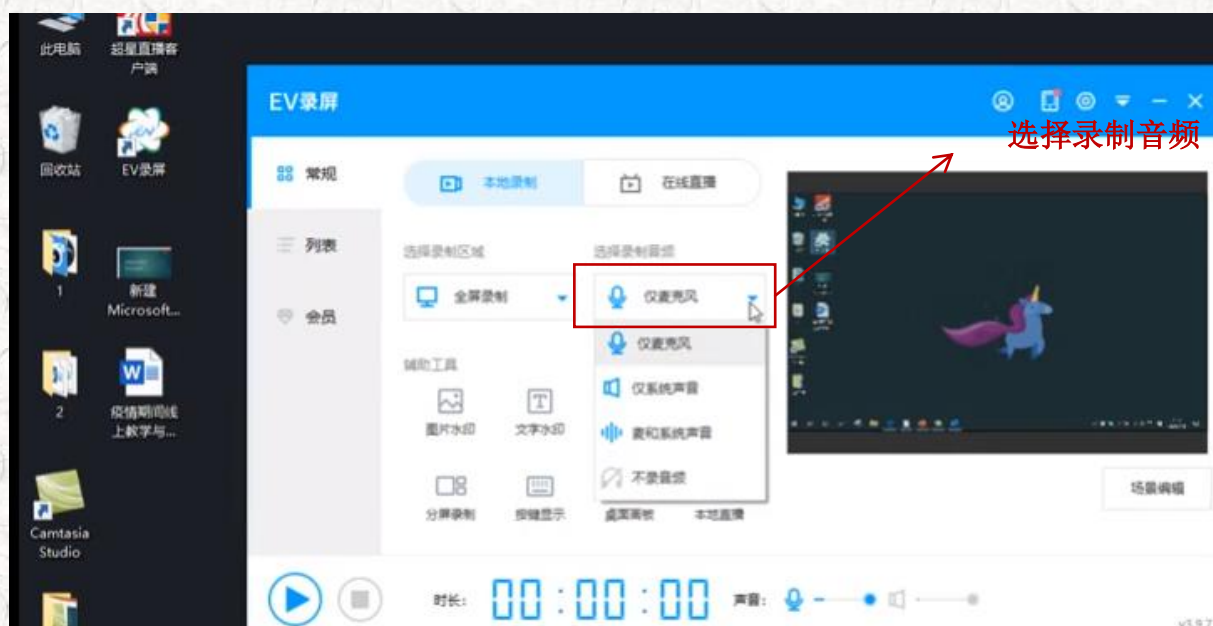 此电脑
超星直播客
户端
回收站
EV录屏
1
新建
Microsoft...
2
疫情期间线
上教学与...
Camtasia
Studio
EV录屏
选择录制音频
常规
列表
会员
本地录制
在线直播
选择录制区域
选择录制音频
全屏录制
仅麦克风
仅麦克风
仅系统声音
麦和系统声音
不录音频
辅助工具
图片水印
文字水印
分屏录制
按键显示
桌面画板
本地直播
场景编辑
时长:
00:00:00
声音:
v3.9.7